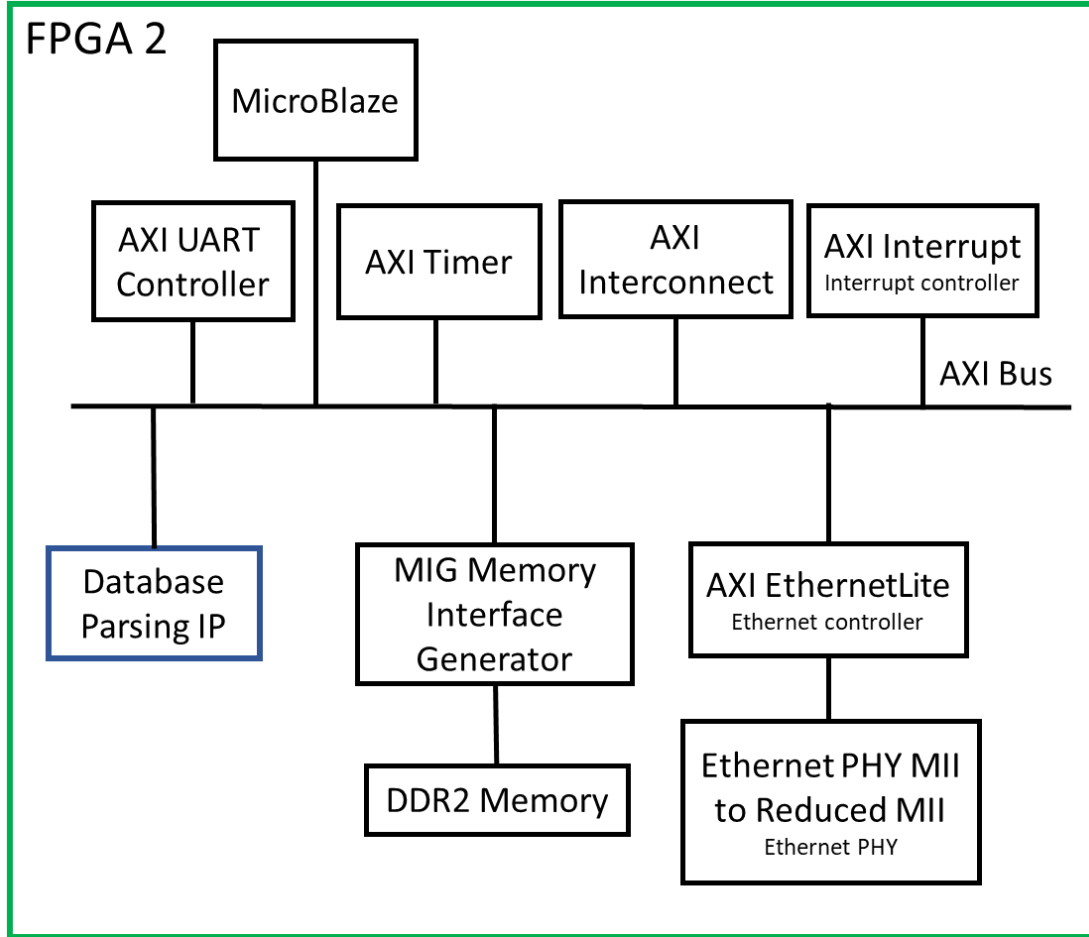 FPGA 2
MicroBlaze
AXI UART
Controller
AXI Timer
AXI
Interconnect
AXI Interrupt
Interrupt controller
AXI Bus
Database
Parsing IP
MIG Memory
Interface
Generator
AXI EthernetLite
Ethernet controller
DDR2 Memory
Ethernet PHY MII
to Reduced MII
Ethernet PHY